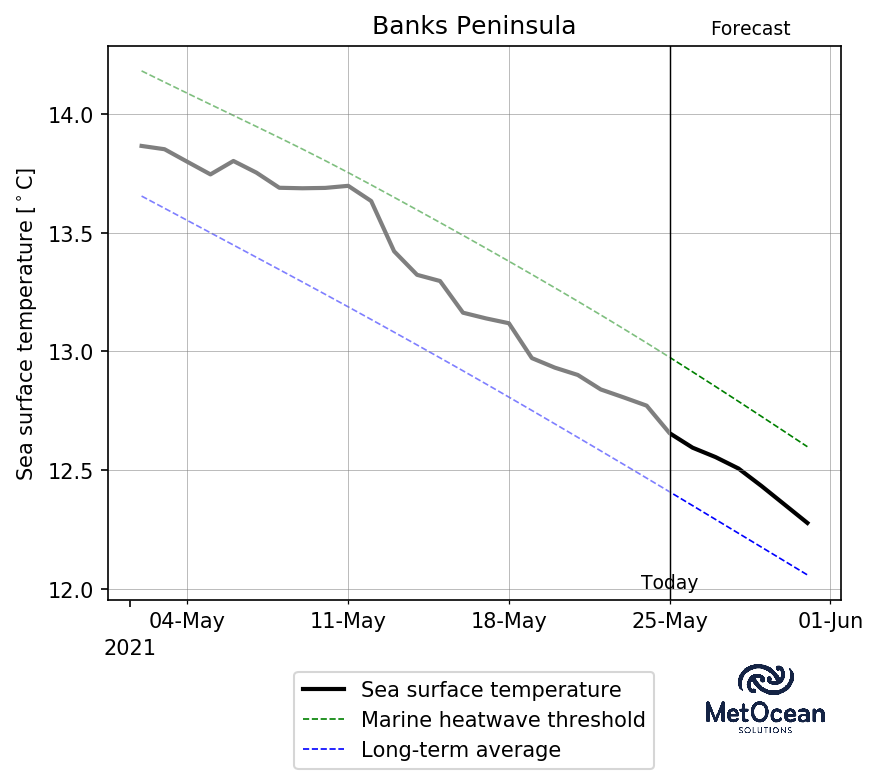 Banks Peninsula
Forecast
Sea surface temperature [°C]
14.0
13.5
13.0
12.5
12.0
Today
04-May 11-May 18-May 25-May 01-Jun
2021
Sea surface temperature
Marine heatwave threshold
Long-term average
MetOcean
SOLUTIONS